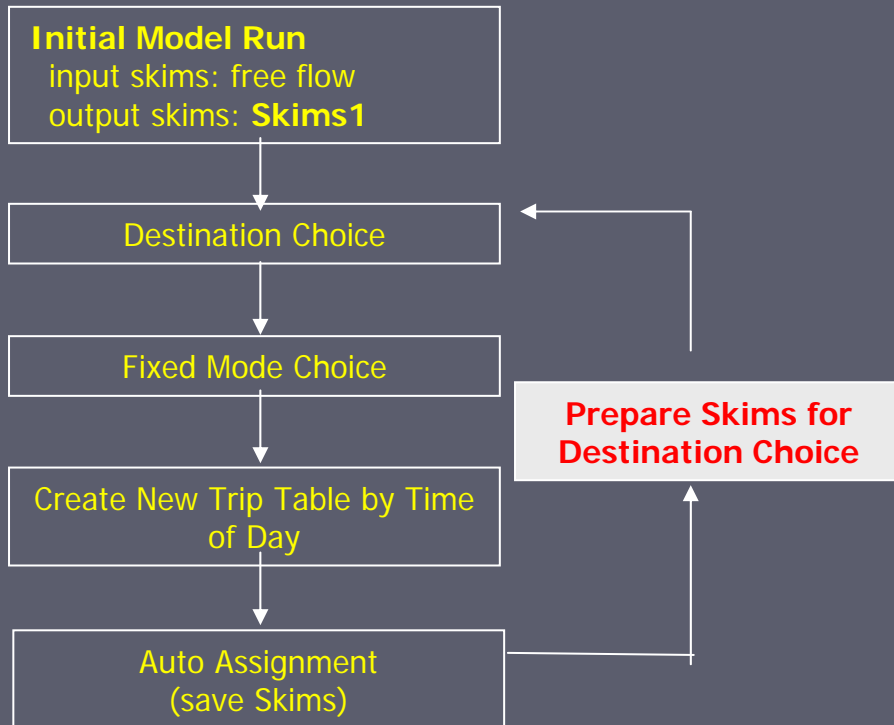 Initial Model Run
input skims: free flow
output skims: Skims1
Destination Choice
Fixed Mode Choice
Prepare Skims for
Destination Choice
Create New Trip Table by Time
of Day
Auto Assignment
(save Skims)